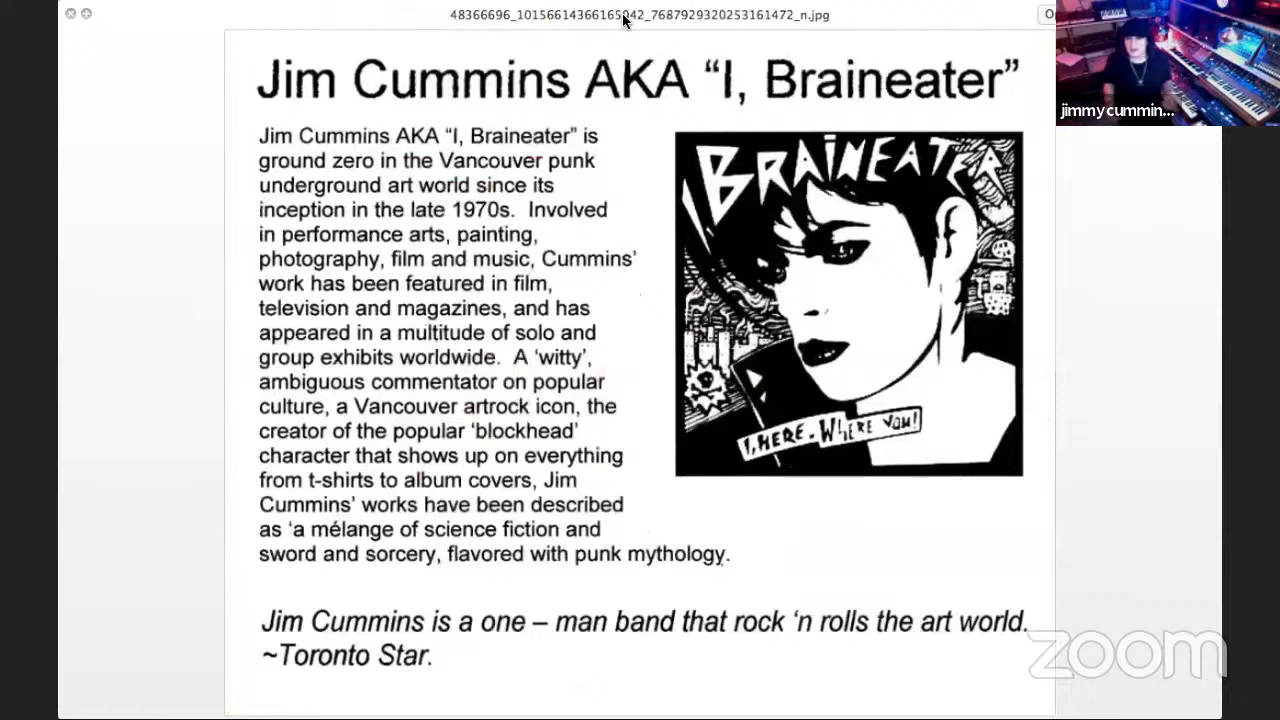 48366696_10156614366165942_7687929320253161472_n.jpg
jimmy cummin...
Jim Cummins AKA “I, Braineater”
Jim Cummins AKA “I, Braineater” is
ground zero in the Vancouver punk
underground art world since its
inception in the late 1970s.  Involved
in performance arts, painting,
photography, film and music, Cummins’
work has been featured in film,
television and magazines, and has
appeared in a multitude of solo and
group exhibits worldwide.  A ‘witty’,
ambiguous commentator on popular
culture, a Vancouver artrock icon, the
creator of the popular ‘blockhead’
character that shows up on everything
from t-shirts to album covers, Jim
Cummins’ works have been described
as ‘a mélange of science fiction and
sword and sorcery, flavored with punk mythology.
I BRAINEATER
I, HERE. WHERE YOU!
Jim Cummins is a one – man band that rock ‘n rolls the art world.
~Toronto Star.
zoom